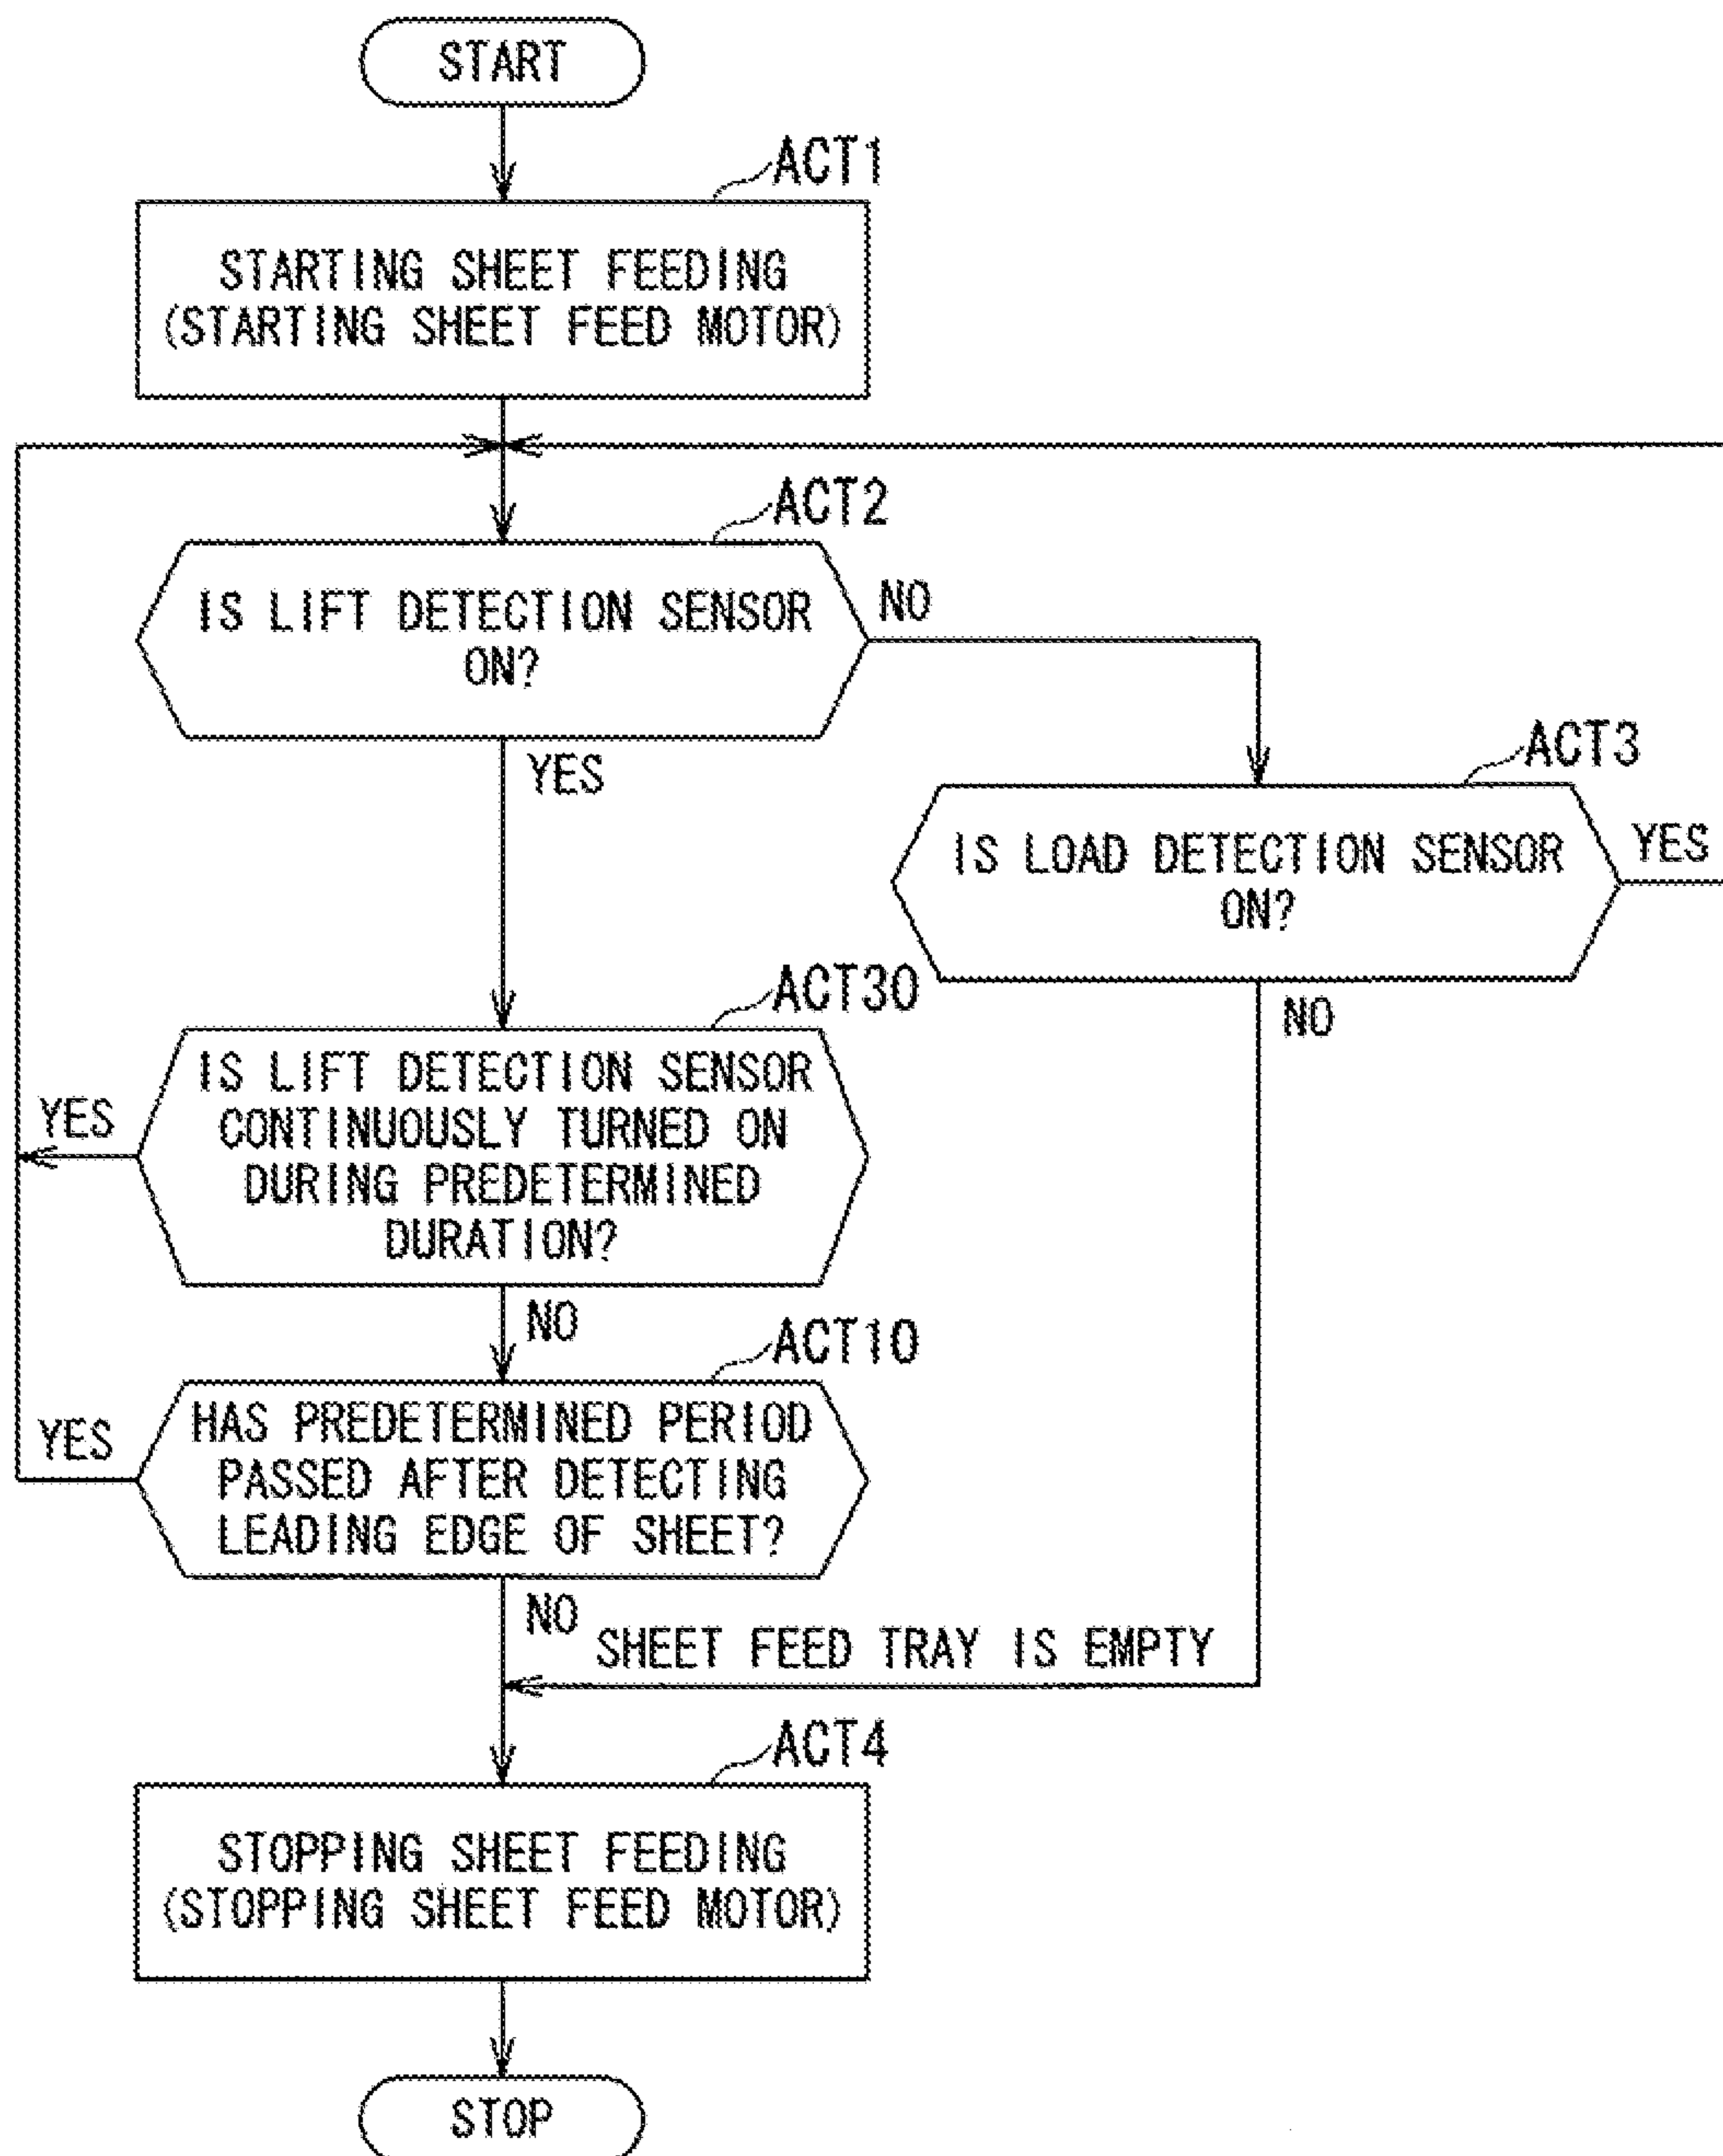 START
ACT1
STARTING SHEET FEEDING
(STARTING SHEET FEED MOTOR)
ACT2
IS LIFT DETECTION SENSOR
ON?
NO
YES
ACT3
IS LOAD DETECTION SENSOR
ON?
YES
NO
ACT30
IS LIFT DETECTION SENSOR
CONTINUOUSLY TURNED ON
DURING PREDETERMINED
DURATION?
YES
NO
ACT10
HAS PREDETERMINED PERIOD
PASSED AFTER DETECTING
LEADING EDGE OF SHEET?
YES
NO
SHEET FEED TRAY IS EMPTY
ACT4
STOPPING SHEET FEEDING
(STOPPING SHEET FEED MOTOR)
STOP